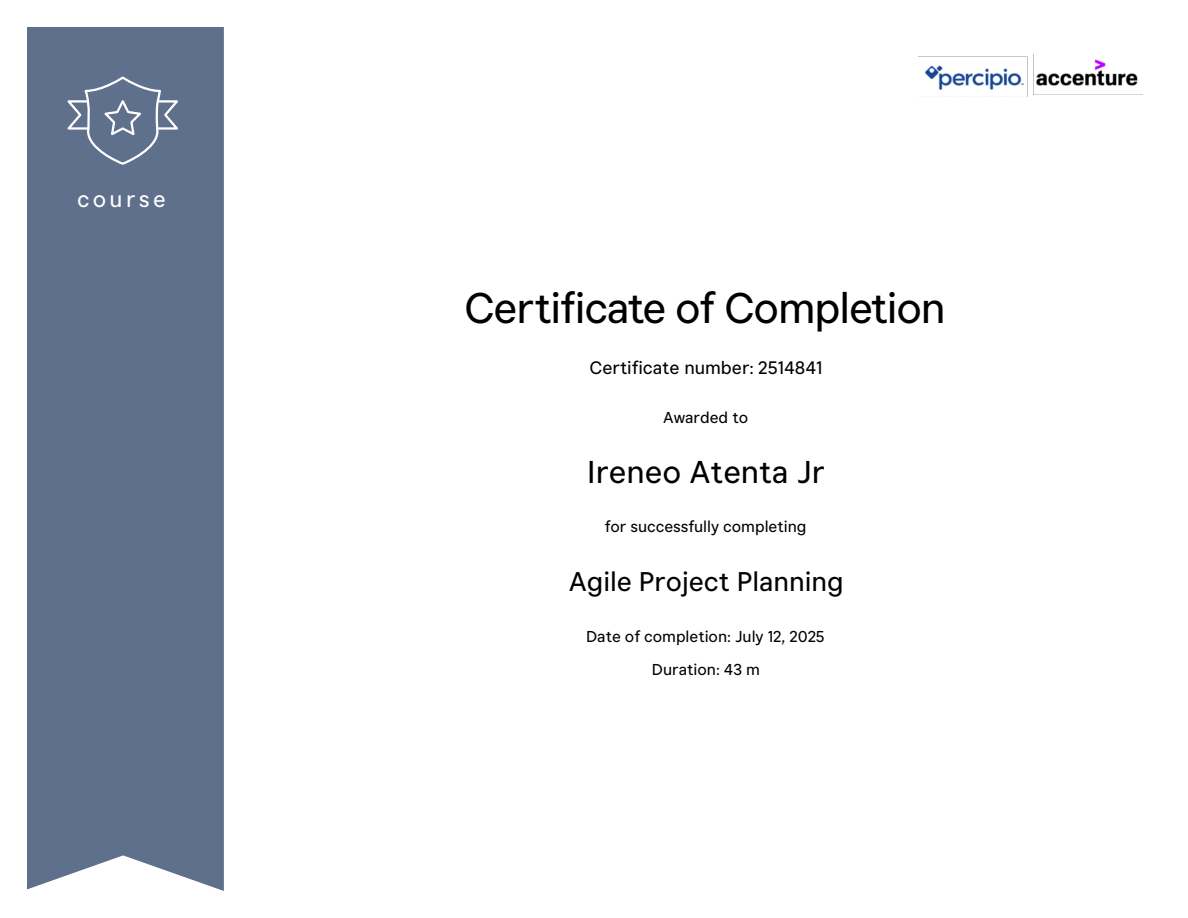 percipio.
accenture
course
Certificate of Completion
Certificate number: 2514841
Awarded to
Ireneo Atenta Jr
for successfully completing
Agile Project Planning
Date of completion: July 12, 2025
Duration: 43 m